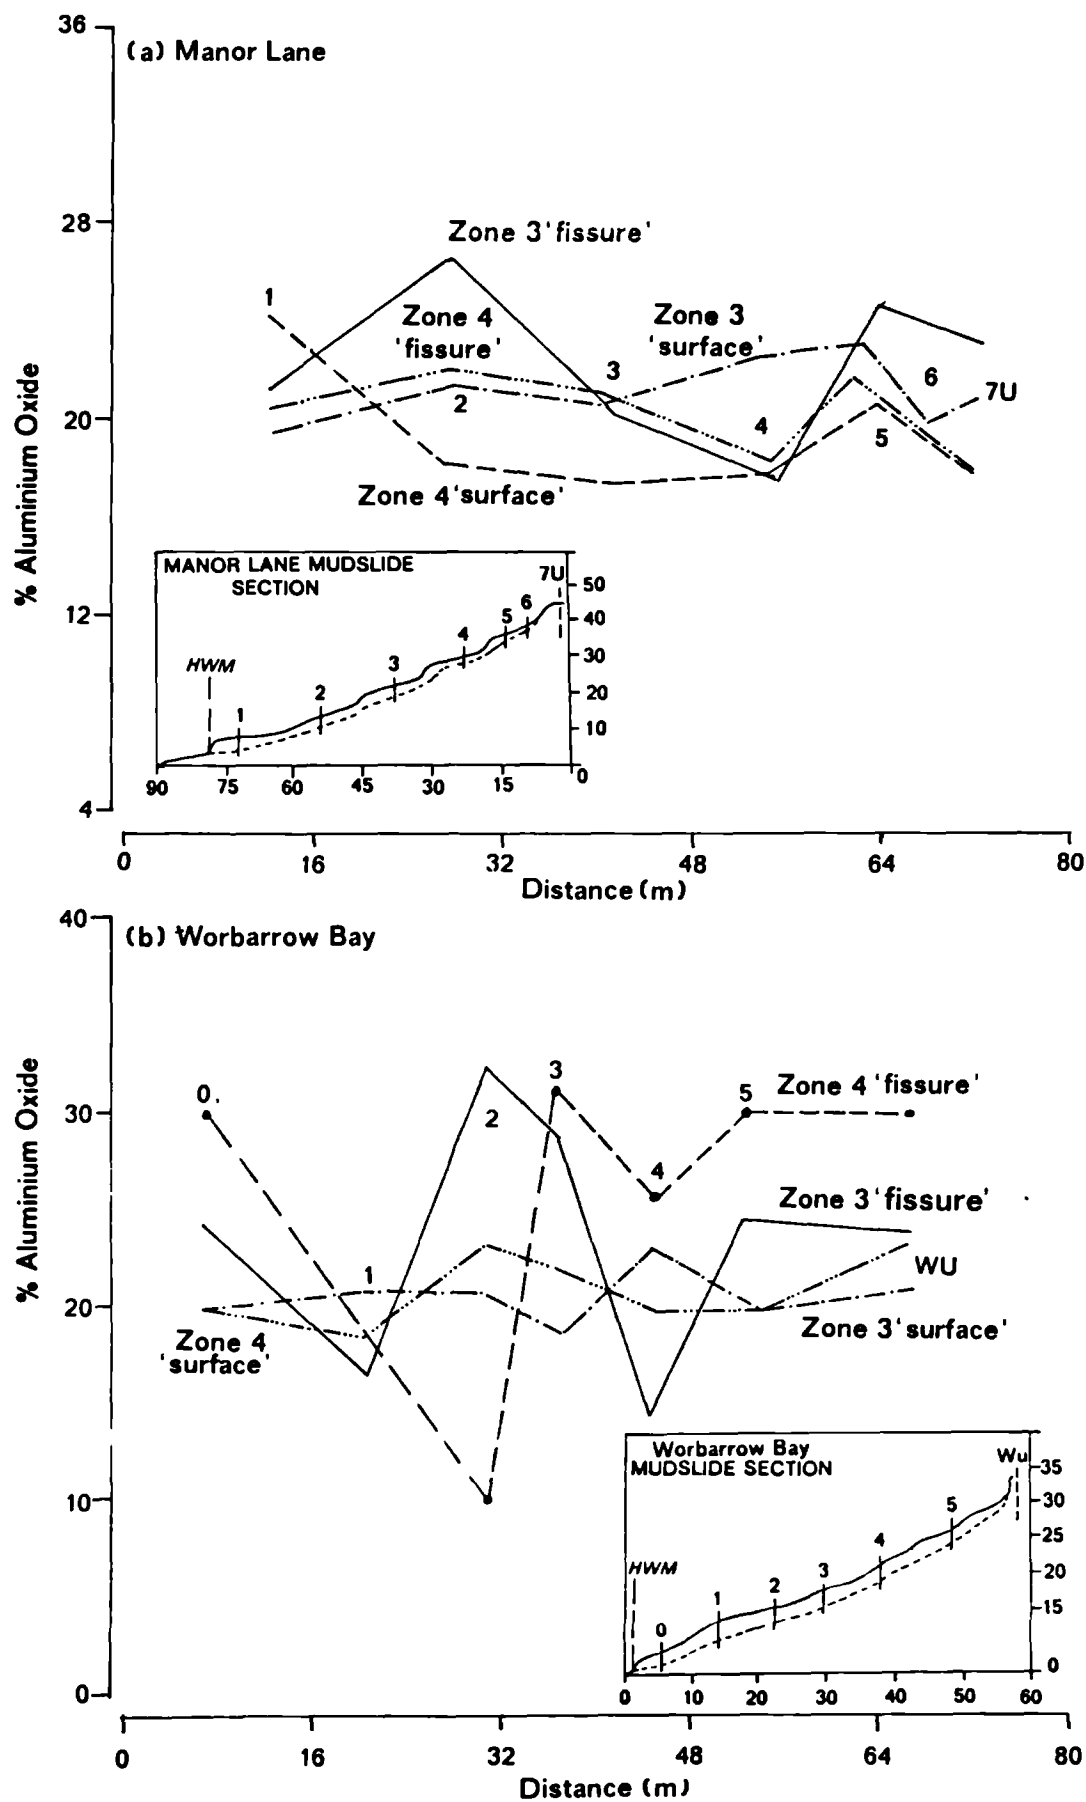 36
(a) Manor Lane
28
Zone 3 'fissure'
1
Zone 4
'fissure'
Zone 3
'surface'
3
6
7U
2
20
4
5
Zone 4 'surface'
% Aluminium Oxide
MANOR LANE MUDSLIDE
SECTION
7U
50
12
6
5
40
4
HWM
3
30
2
20
1
10
0
90 75 60 45 30 15
4
0 16 32 48 64 80
Distance (m)
40
(b) Worbarrow Bay
3
0
5
Zone 4 'fissure'
30
2
4
% Aluminium Oxide
Zone 3 'fissure'
1
WU
20
Zone 4
'surface'
Zone 3 'surface'
Worbarrow Bay
MUDSLIDE SECTION
Wu
35
10
5
30
4
25
HWM
3
20
2
1
15
0
0
0 10 20 30 40 50 60
0
0 16 32 48 64 80
Distance (m)